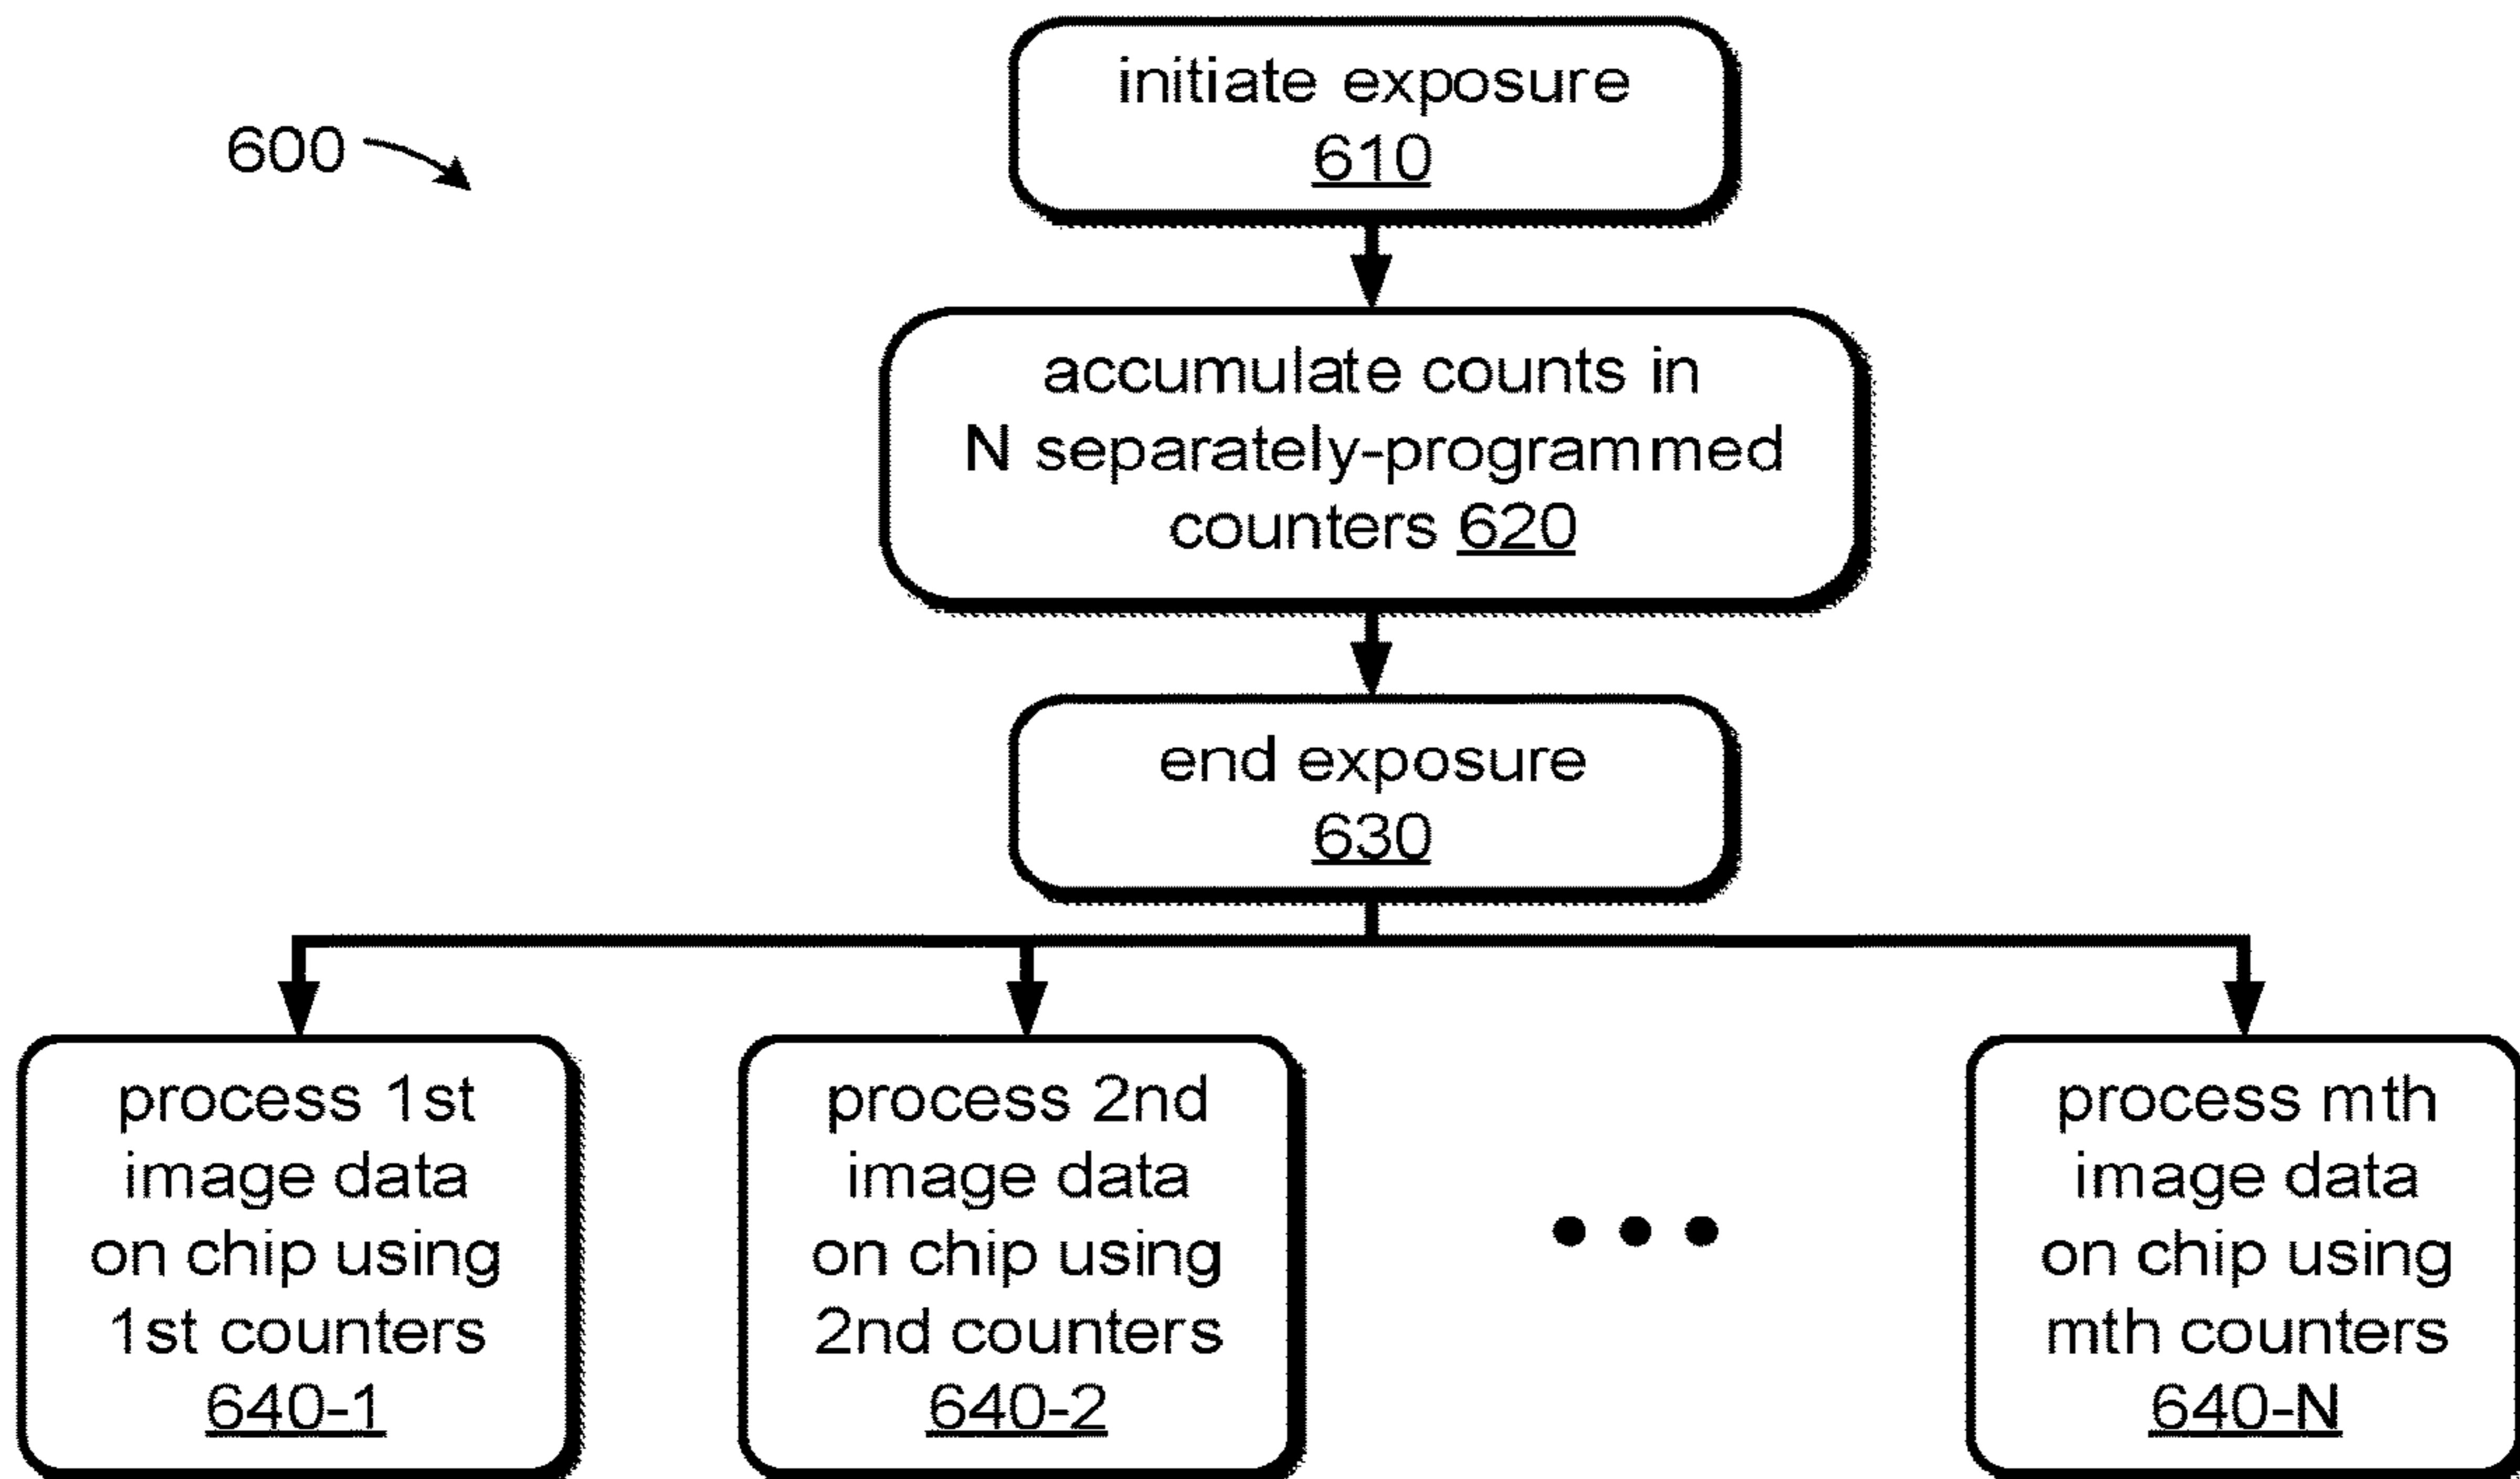 600
initiate exposure
610
accumulate counts in
N separately-programmed
counters 620
end exposure
630
process 1st
image data
on chip using
1st counters
640-1
process 2nd
image data
on chip using
2nd counters
640-2
process mth
image data
on chip using
mth counters
640-N